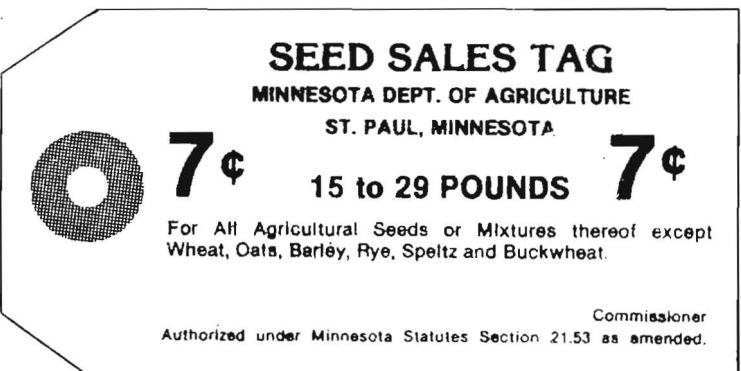 SEED SALES TAG
MINNESOTA DEPT. OF AGRICULTURE
ST. PAUL, MINNESOTA
7¢ 15 to 29 POUNDS 7¢
For All Agricultural Seeds or Mixtures thereof except
Wheat, Oats, Barley, Rye, Speltz and Buckwheat.
Commissioner
Authorized under Minnesota Statutes Section 21.53 as amended.